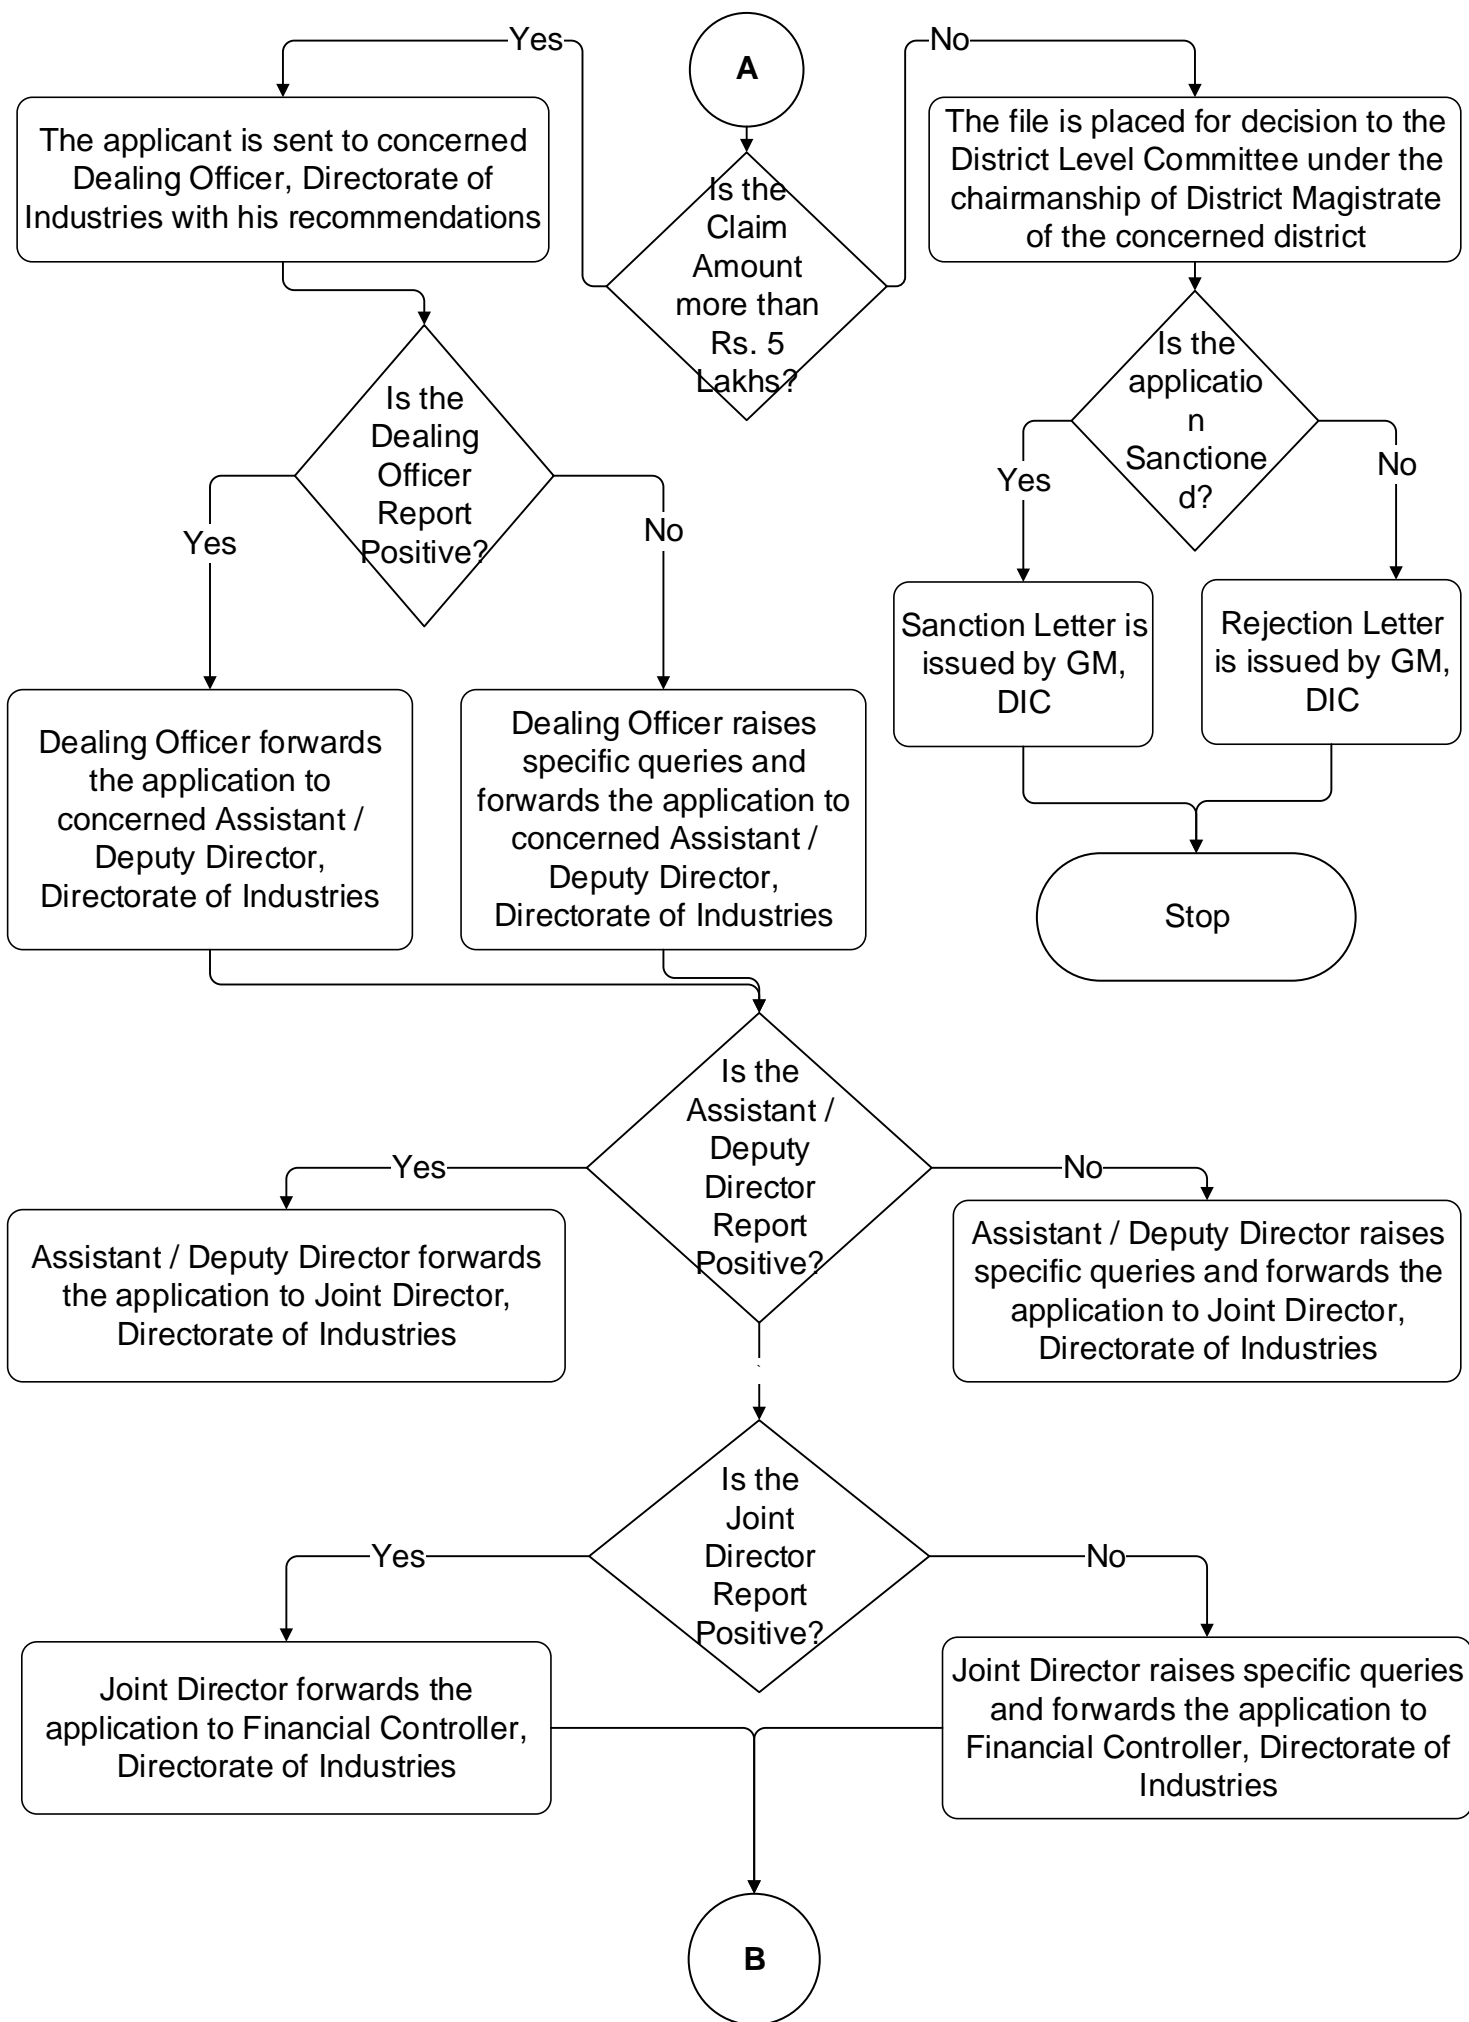 Yes
A
No
The applicant is sent to concerned
Dealing Officer, Directorate of
Industries with his recommendations
Is the
Claim
Amount
more than
Rs. 5
Lakhs?
The file is placed for decision to the
District Level Committee under the
chairmanship of District Magistrate
of the concerned district
Is the
Dealing
Officer
Report
Positive?
Is the
applicatio
n
Sanctione
d?
Yes
No
Yes
No
Sanction Letter is
issued by GM,
DIC
Rejection Letter
is issued by GM,
DIC
Dealing Officer forwards
the application to
concerned Assistant /
Deputy Director,
Directorate of Industries
Dealing Officer raises
specific queries and
forwards the application to
concerned Assistant /
Deputy Director,
Directorate of Industries
Stop
Is the
Assistant /
Deputy
Director
Report
Positive?
Yes
No
Assistant / Deputy Director forwards
the application to Joint Director,
Directorate of Industries
Assistant / Deputy Director raises
specific queries and forwards the
application to Joint Director,
Directorate of Industries
Is the
Joint
Director
Report
Positive?
Yes
No
Joint Director forwards the
application to Financial Controller,
Directorate of Industries
Joint Director raises specific queries
and forwards the application to
Financial Controller, Directorate of
Industries
B